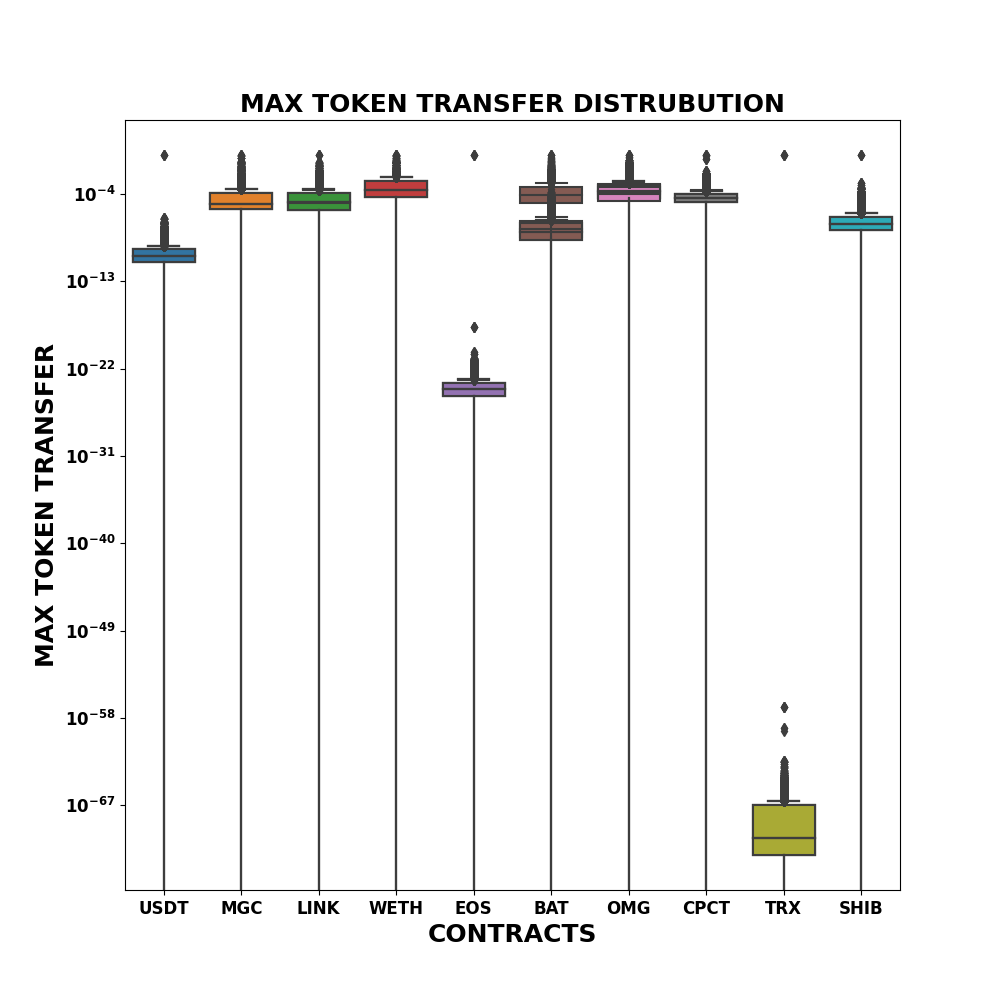 MAX TOKEN TRANSFER DISTRUBUTION
MAX TOKEN TRANSFER
10⁻⁴
10⁻¹³
10⁻²²
10⁻³¹
10⁻⁴⁰
10⁻⁴⁹
10⁻⁵⁸
10⁻⁶⁷
USDT MGC LINK WETH EOS BAT OMG CPCT TRX SHIB
CONTRACTS